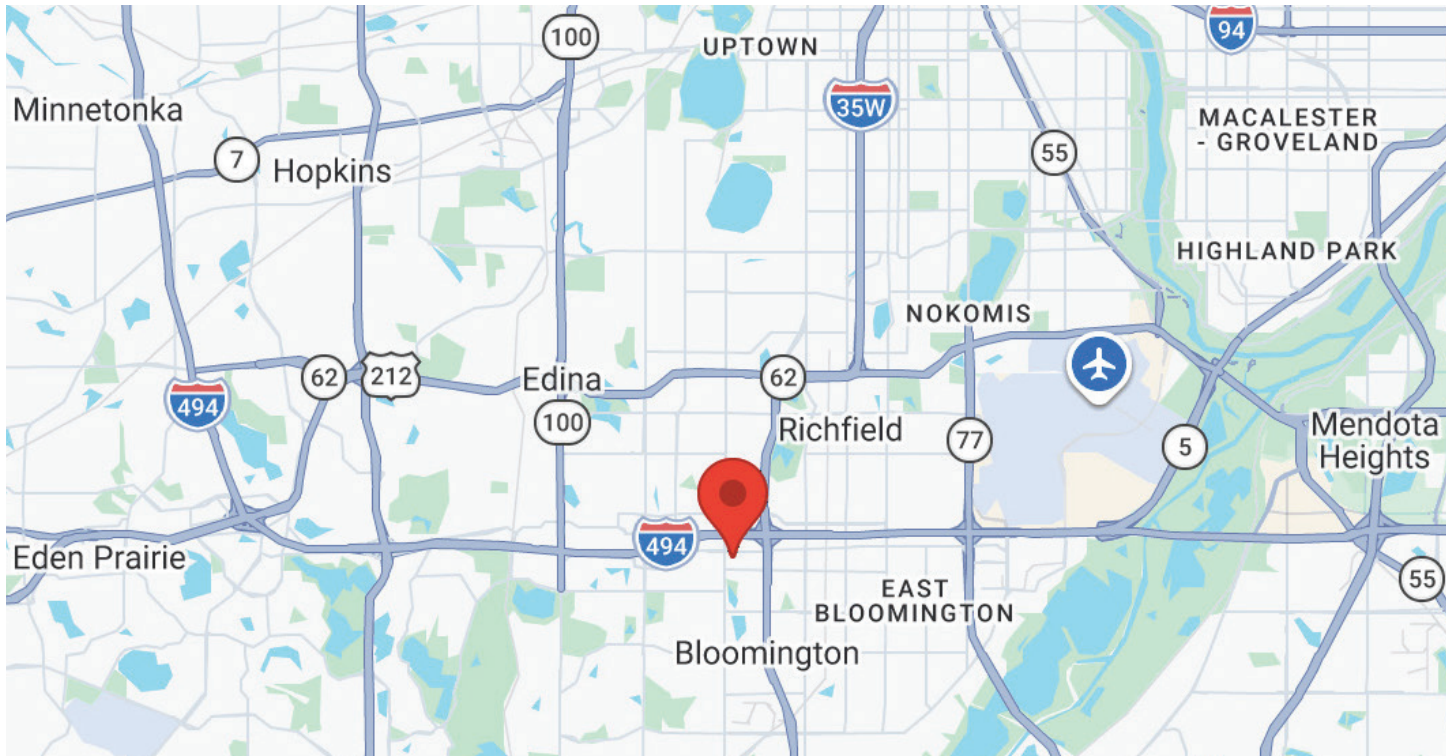 100
94
UPTOWN
35W
Minnetonka
MACALESTER
- GROVELAND
7
Hopkins
55
HIGHLAND PARK
NOKOMIS
62
212
Edina
62
494
100
Richfield
77
5
Mendota
Heights
494
Eden Prairie
EAST
BLOOMINGTON
55
Bloomington